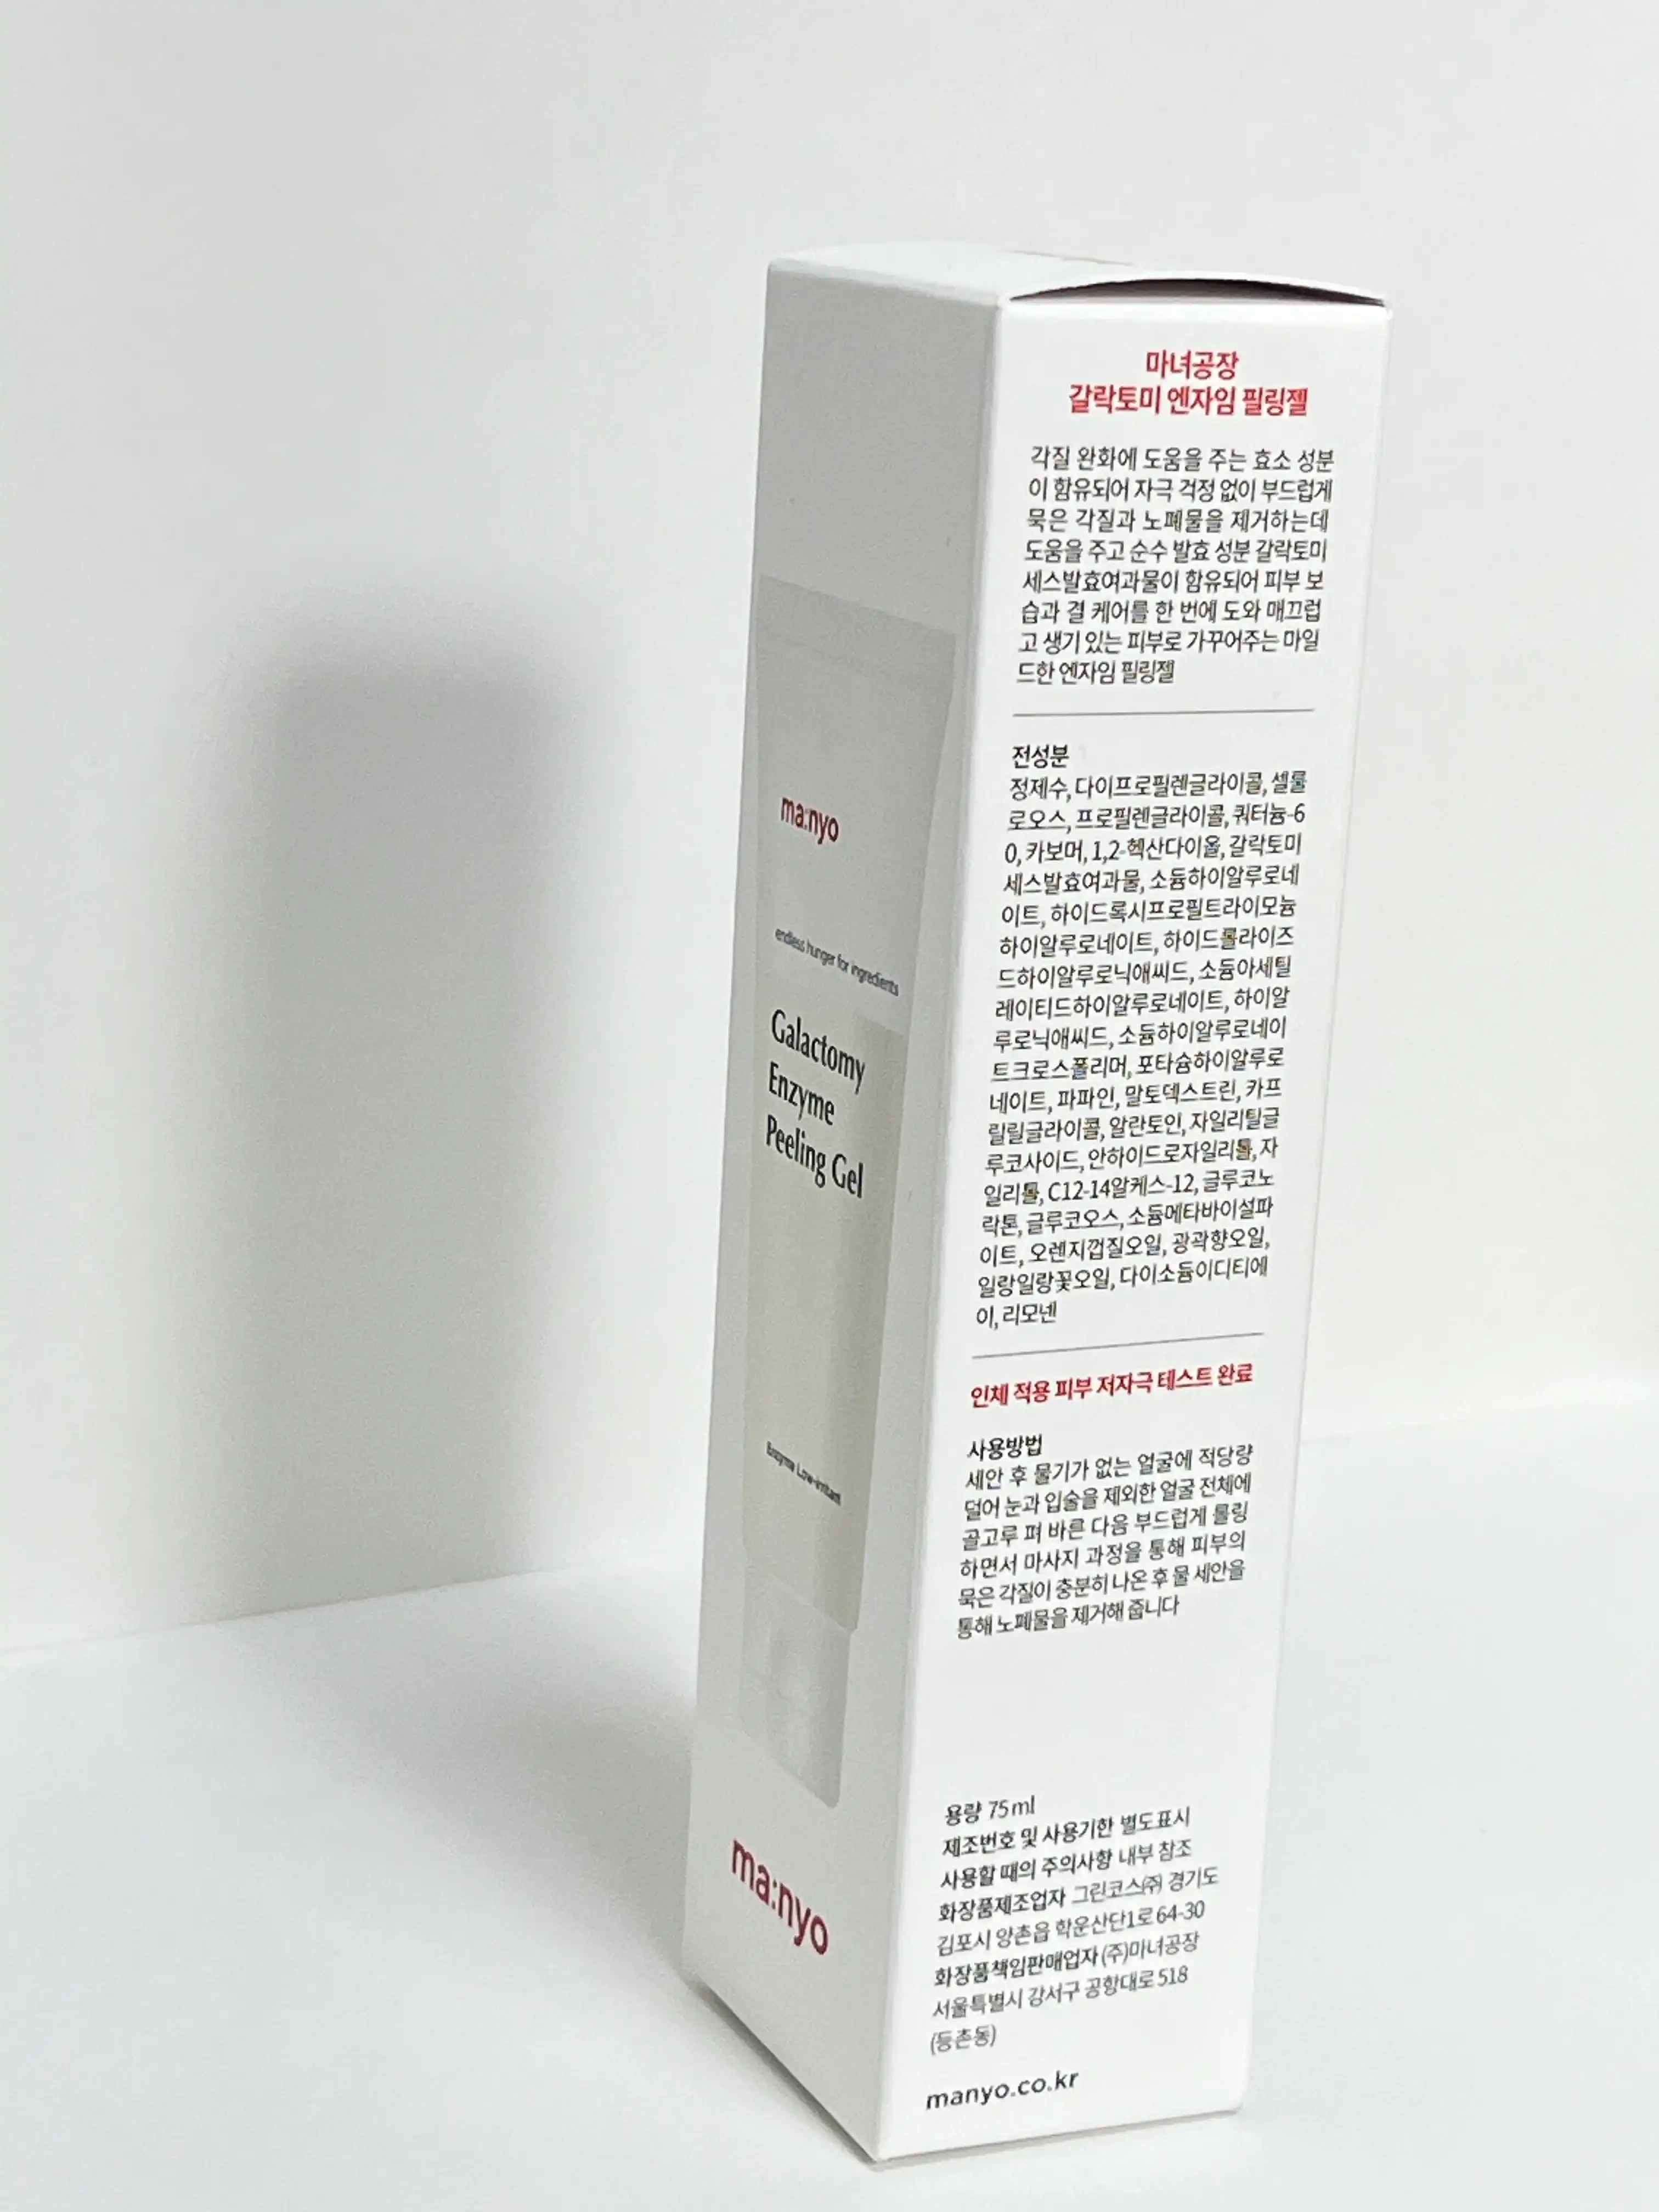 ma:nyo
endless hunger for ingredients
Galactomy
Enzyme
Peeling Gel
Enzyme Low-irritant
ma:nyo
마녀공장
갈락토미 엔자임 필링젤
각질 완화에 도움을 주는 효소 성분
이 함유되어 자극 걱정 없이 부드럽게
묵은 각질과 노폐물을 제거하는데
도움을 주고 순수 발효 성분 갈락토미
세스발효여과물이 함유되어 피부 보
습과 결 케어를 한 번에 도와 매끄럽
고 생기 있는 피부로 가꾸어주는 마일
드한 엔자임 필링젤
전성분
정제수, 다이프로필렌글라이콜, 셀룰
로오스, 프로필렌글라이콜, 쿼터늄-6
0, 카보머, 1,2-헥산다이올, 갈락토미
세스발효여과물, 소듐하이알루로네
이트, 하이드록시프로필트라이모늄
하이알루로네이트, 하이드롤라이즈
드하이알루로닉애씨드, 소듐아세틸
레이티드하이알루로네이트, 하이알
루로닉애씨드, 소듐하이알루로네이
트크로스폴리머, 포타슘하이알루로
네이트, 파파인, 말토덱스트린, 카프
릴릴글라이콜, 알란토인, 자일리틸글
루코사이드, 안하이드로자일리톨, 자
일리톨, C12-14알케스-12, 글루코노
락톤, 글루코오스, 소듐메타바이설파
이트, 오렌지껍질오일, 광곽향오일,
일랑일랑꽃오일, 다이소듐이디티에
이, 리모넨
인체 적용 피부 저자극 테스트 완료
사용방법
세안 후 물기가 없는 얼굴에 적당량
덜어 눈과 입술을 제외한 얼굴 전체에
골고루 펴 바른 다음 부드럽게 롤링
하면서 마사지 과정을 통해 피부의
묵은 각질이 충분히 나온 후 물 세안을
통해 노폐물을 제거해 줍니다
용량 75ml
제조번호 및 사용기한 별도표시
사용할 때의 주의사항 내부 참조
화장품제조업자 그린코스㈜ 경기도
김포시 양촌읍 학운산단1로 64-30
화장품책임판매업자 (주)마녀공장
서울특별시 강서구 공항대로 518
(등촌동)
manyo.co.kr